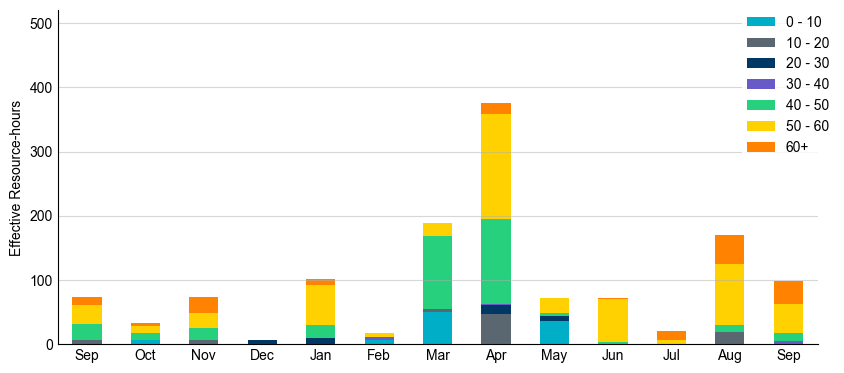 Effective Resource-hours
500
400
300
200
100
0
Sep Oct Nov Dec Jan Feb Mar Apr May Jun Jul Aug Sep
0 - 10
10 - 20
20 - 30
30 - 40
40 - 50
50 - 60
60+